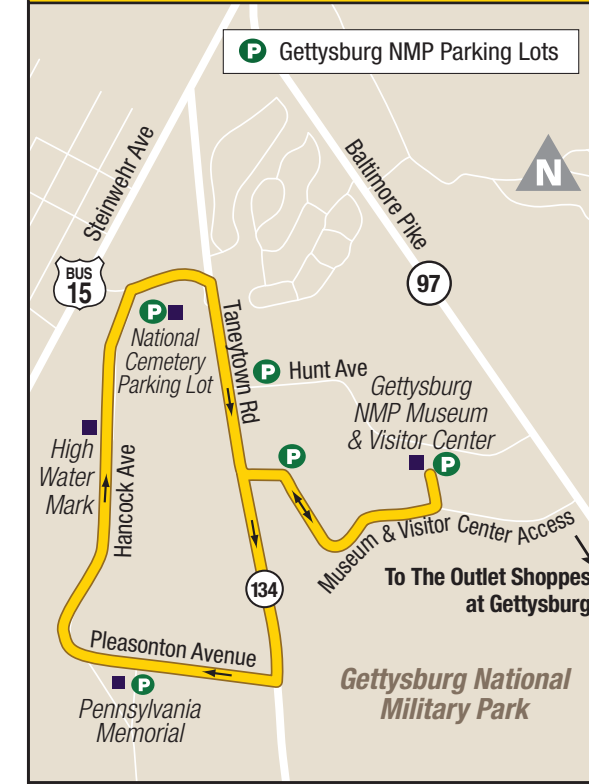 P Gettysburg NMP Parking Lots
Steinwehr Ave
Baltimore Pike
N
BUS
15
97
P
National
Cemetery
Parking Lot
Taneytown Rd
P Hunt Ave
Gettysburg
NMP Museum
& Visitor Center
P
P
High
Water
Mark
Hancock Ave
Museum & Visitor Center Access
To The Outlet Shoppes
at Gettysburg
134
Pleasonton Avenue
P
Pennsylvania
Memorial
Gettysburg National
Military Park